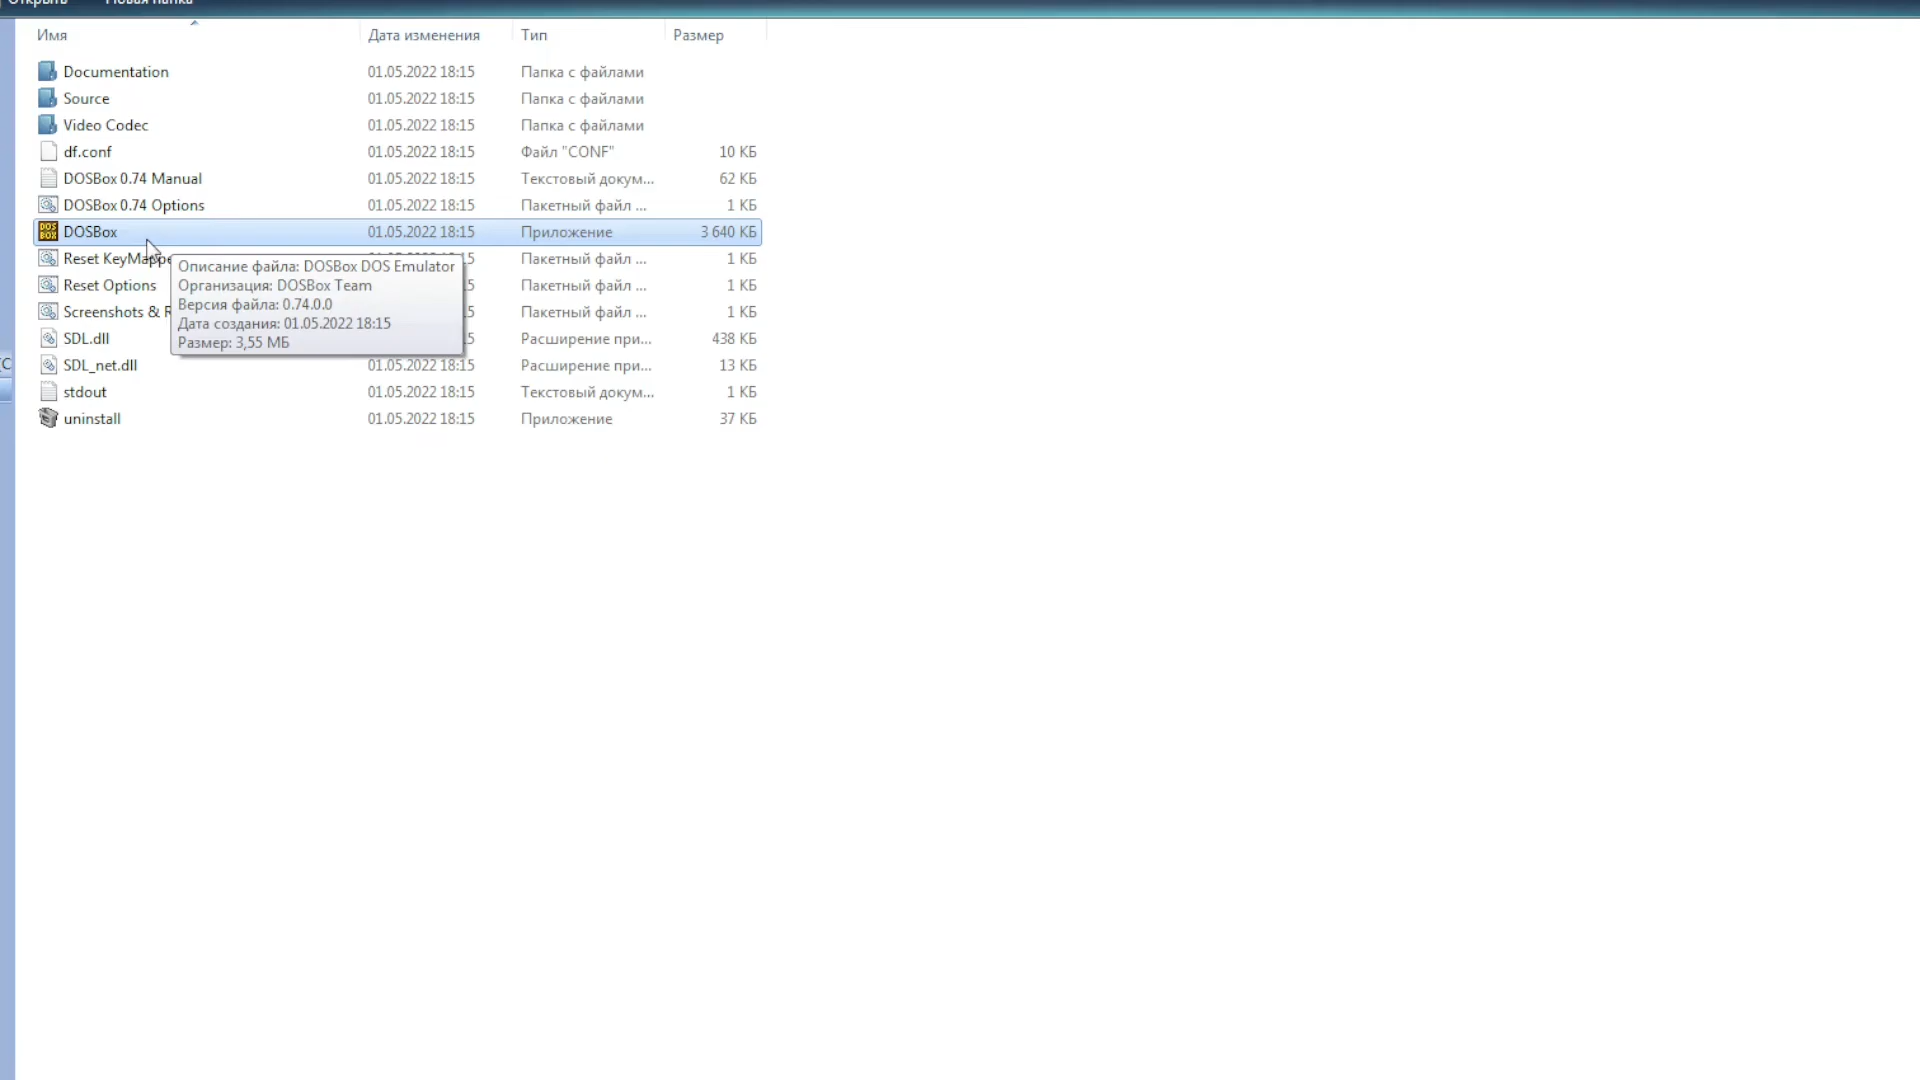 Открыть Новая папка
Имя Дата изменения Тип Размер
Documentation 01.05.2022 18:15 Папка с файлами
Source 01.05.2022 18:15 Папка с файлами
Video Codec 01.05.2022 18:15 Папка с файлами
df.conf 01.05.2022 18:15 Файл "CONF" 10 КБ
DOSBox 0.74 Manual 01.05.2022 18:15 Текстовый докум... 62 КБ
DOSBox 0.74 Options 01.05.2022 18:15 Пакетный файл ... 1 КБ
DOSBox 01.05.2022 18:15 Приложение 3 640 КБ
Reset KeyMappe 5 Пакетный файл ... 1 КБ
Описание файла: DOSBox DOS Emulator
Reset Options 5 Пакетный файл ... 1 КБ
Организация: DOSBox Team
Версия файла: 0.74.0.0
Screenshots & 5 Пакетный файл ... 1 КБ
Дата создания: 01.05.2022 18:15
SDL.dll 5 Расширение при... 438 КБ
Размер: 3,55 МБ
SDL_net.dll 01.05.2022 18:15 Расширение при... 13 КБ
stdout 01.05.2022 18:15 Текстовый докум... 1 КБ
uninstall 01.05.2022 18:15 Приложение 37 КБ